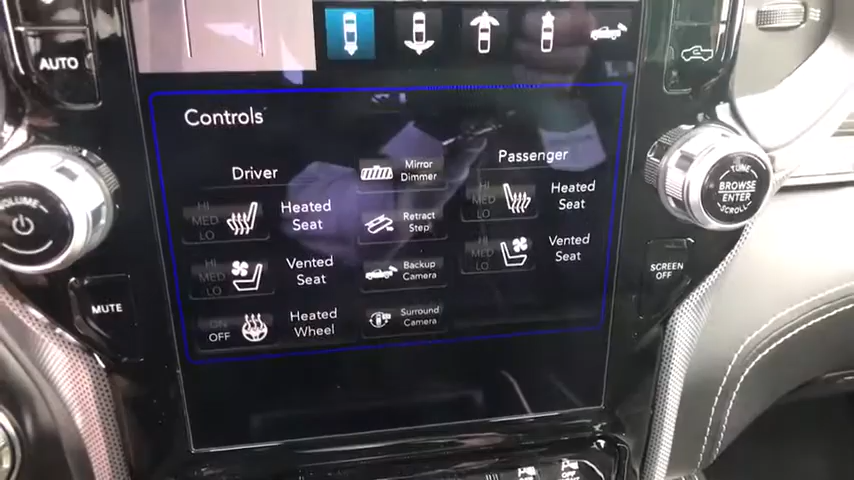 AUTO
Controls
Driver
Passenger
Mirror
Dimmer
HI
MED
LO
Heated
Seat
Retract
Step
HI
MED
LO
Heated
Seat
HI
MED
LO
Vented
Seat
Backup
Camera
HI
MED
LO
Vented
Seat
ON
OFF
Heated
Wheel
Surround
Camera
VOLUME
MUTE
TUNE
BROWSE
ENTER
SCROLL
SCREEN
OFF
OFF